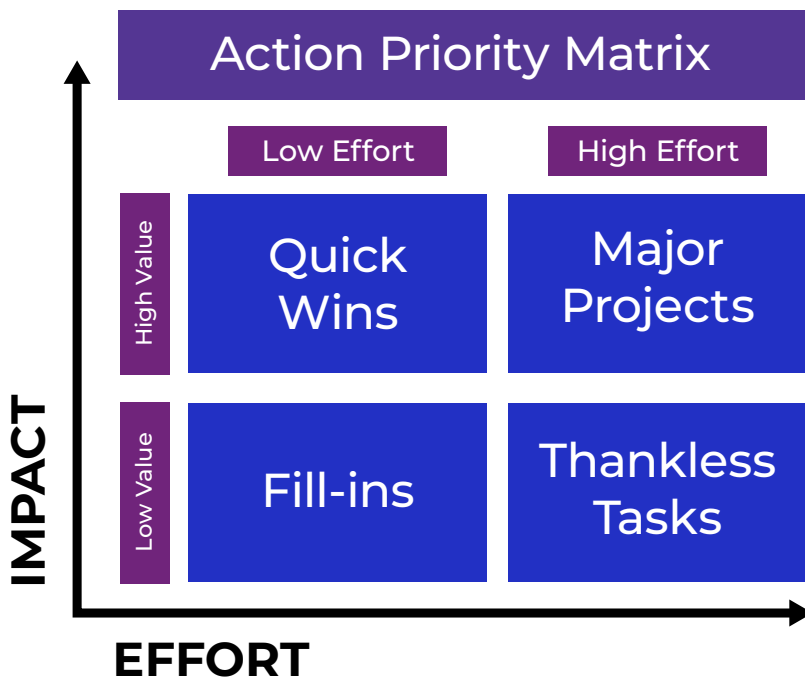 Action Priority Matrix
Low Effort
High Effort
High Value
Quick
Wins
Major
Projects
Low Value
Fill-ins
Thankless
Tasks
IMPACT
EFFORT